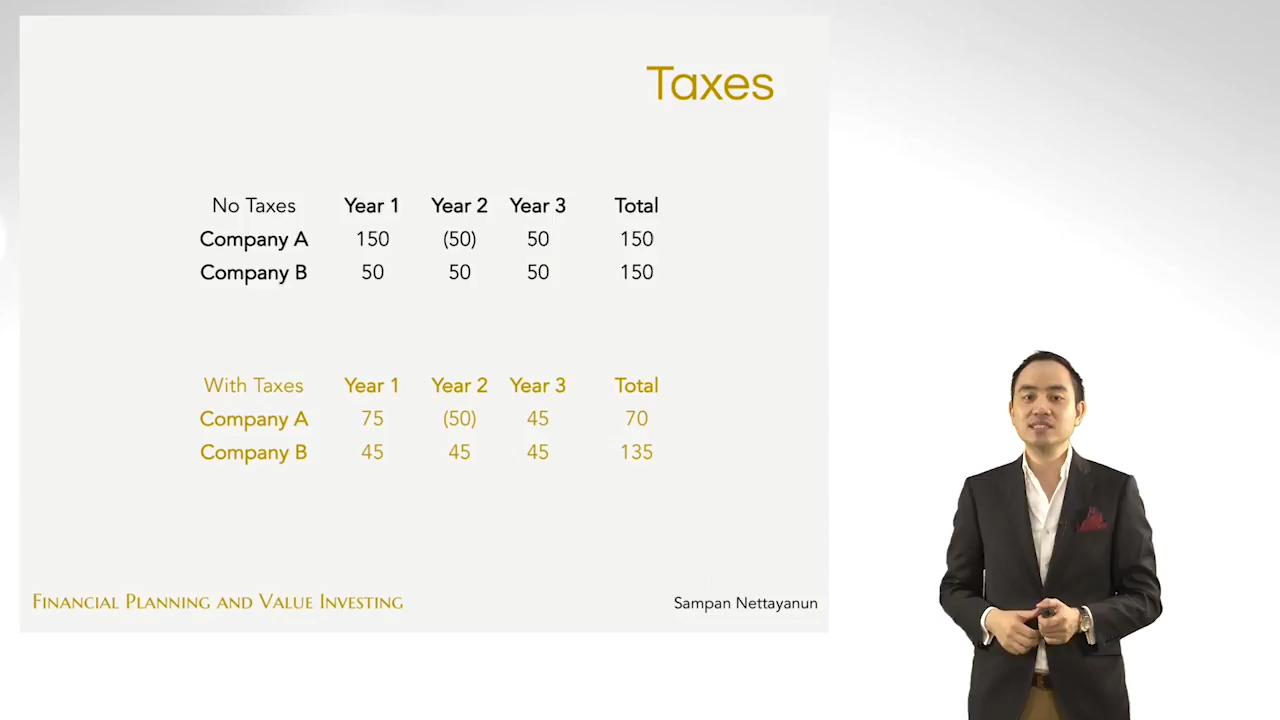 Taxes
No Taxes Year 1 Year 2 Year 3 Total
Company A 150 (50) 50 150
Company B 50 50 50 150
With Taxes Year 1 Year 2 Year 3 Total
Company A 75 (50) 45 70
Company B 45 45 45 135
Financial Planning and Value Investing Sampan Nettayanun